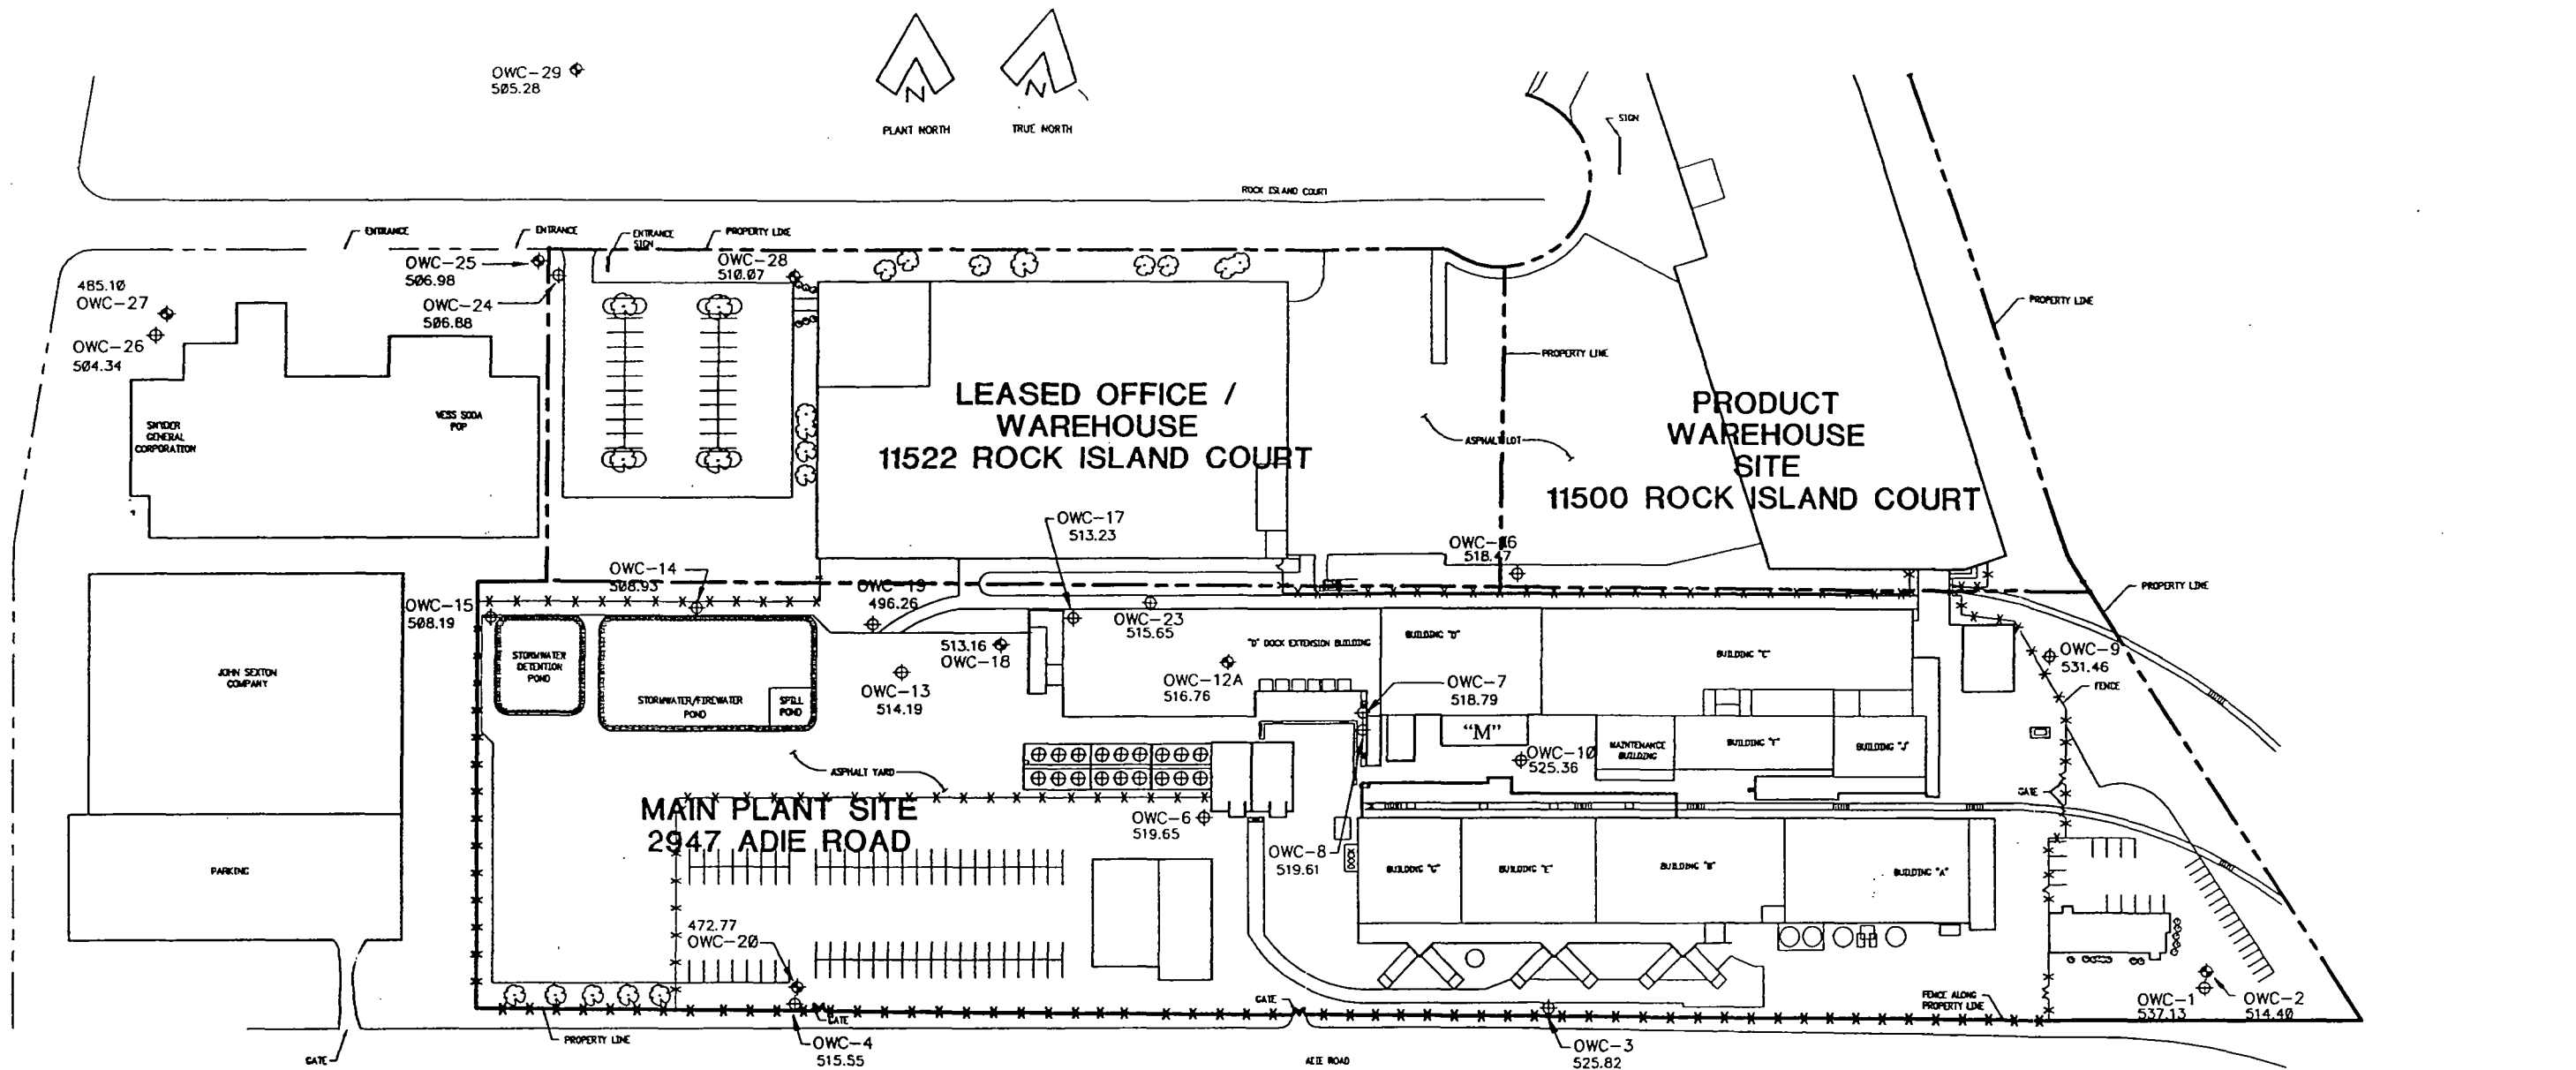 OWC-29
505.28
N
N
PLANT NORTH
TRUE NORTH
SIGN
ROCK ISLAND COURT
ENTRANCE
ENTRANCE
ENTRANCE
SIGN
PROPERTY LINE
OWC-25
506.98
OWC-28
510.07
485.10
OWC-27
OWC-24
506.88
OWC-26
504.34
PROPERTY LINE
PROPERTY LINE
SNYDER
GENERAL
CORPORATION
VESS SODA
POP
LEASED OFFICE /
WAREHOUSE
11522 ROCK ISLAND COURT
ASPHALT LOT
PRODUCT
WAREHOUSE
SITE
11500 ROCK ISLAND COURT
OWC-17
513.23
518.47
OWC-14
508.93
OWC-19
496.26
OWC-15
508.19
OWC-23
515.65
PROPERTY LINE
JOHN SEXTON
COMPANY
STORMWATER
DETENTION
POND
STORMWATER/FIREWATER
POND
SPILL
POND
513.16
OWC-18
OWC-13
514.19
"D" DOCK EXTENSION BUILDING
BUILDING "D"
BUILDING "C"
OWC-12A
516.76
OWC-7
518.79
OWC-9
531.46
FENCE
"M"
OWC-10
525.36
MAINTENANCE
BUILDING
BUILDING "F"
BUILDING "J"
ASPHALT YARD
GATE
MAIN PLANT SITE
2947 ADIE ROAD
OWC-6
519.65
OWC-8
519.61
BUILDING "G"
BUILDING "E"
BUILDING "B"
BUILDING "A"
PARKING
472.77
OWC-20
GATE
FENCE ALONG
PROPERTY LINE
OWC-1
537.13
OWC-2
514.40
GATE
PROPERTY LINE
OWC-4
515.55
GATE
ADIE ROAD
OWC-3
525.82